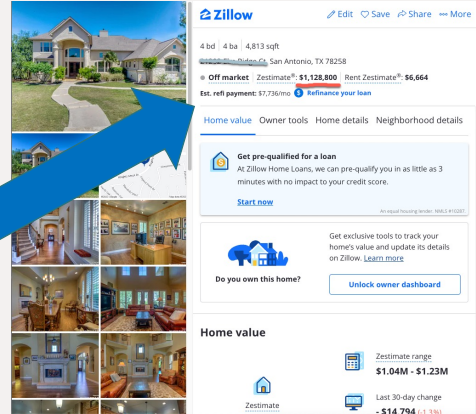 Zillow
Edit Save Share More
4 bd 4 ba 4,813 sqft
San Antonio, TX 78258
Off market Zestimate®: $1,128,800 Rent Zestimate®: $6,664
Est. refi payment: $7,736/mo $ Refinance your loan
Home value Owner tools Home details Neighborhood details
Get pre-qualified for a loan
At Zillow Home Loans, we can pre-qualify you in as little as 3
minutes with no impact to your credit score.
Start now
An equal housing lender. NMLS #10287
Get exclusive tools to track your
home's value and update its details
on Zillow. Learn more
Do you own this home?
Unlock owner dashboard
Home value
Zestimate range
$1.04M - $1.23M
Last 30-day change
- $14,794 (-1.3%)
Zestimate